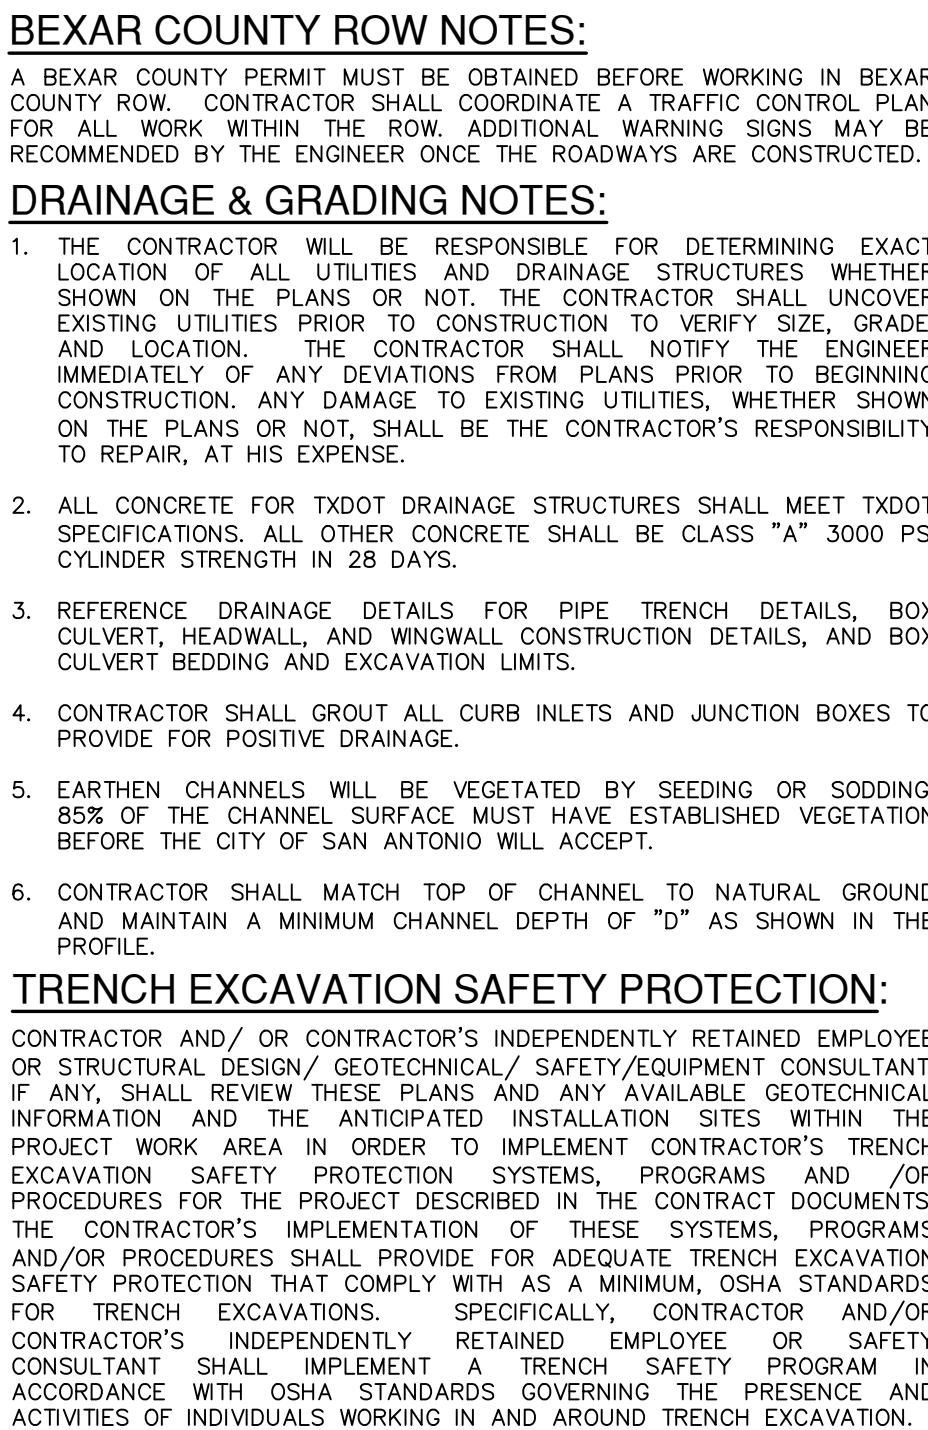 BEXAR COUNTY ROW NOTES:
A BEXAR COUNTY PERMIT MUST BE OBTAINED BEFORE WORKING IN BEXAR
COUNTY ROW. CONTRACTOR SHALL COORDINATE A TRAFFIC CONTROL PLAN
FOR ALL WORK WITHIN THE ROW. ADDITIONAL WARNING SIGNS MAY BE
RECOMMENDED BY THE ENGINEER ONCE THE ROADWAYS ARE CONSTRUCTED.
DRAINAGE & GRADING NOTES:
1. THE CONTRACTOR WILL BE RESPONSIBLE FOR DETERMINING EXACT
LOCATION OF ALL UTILITIES AND DRAINAGE STRUCTURES WHETHER
SHOWN ON THE PLANS OR NOT. THE CONTRACTOR SHALL UNCOVER
EXISTING UTILITIES PRIOR TO CONSTRUCTION TO VERIFY SIZE, GRADE
AND LOCATION. THE CONTRACTOR SHALL NOTIFY THE ENGINEER
IMMEDIATELY OF ANY DEVIATIONS FROM PLANS PRIOR TO BEGINNING
CONSTRUCTION. ANY DAMAGE TO EXISTING UTILITIES, WHETHER SHOWN
ON THE PLANS OR NOT, SHALL BE THE CONTRACTOR'S RESPONSIBILITY
TO REPAIR, AT HIS EXPENSE.
2. ALL CONCRETE FOR TXDOT DRAINAGE STRUCTURES SHALL MEET TXDOT
SPECIFICATIONS. ALL OTHER CONCRETE SHALL BE CLASS "A" 3000 PSI
CYLINDER STRENGTH IN 28 DAYS.
3. REFERENCE DRAINAGE DETAILS FOR PIPE TRENCH DETAILS, BOX
CULVERT, HEADWALL, AND WINGWALL CONSTRUCTION DETAILS, AND BOX
CULVERT BEDDING AND EXCAVATION LIMITS.
4. CONTRACTOR SHALL GROUT ALL CURB INLETS AND JUNCTION BOXES TO
PROVIDE FOR POSITIVE DRAINAGE.
5. EARTHEN CHANNELS WILL BE VEGETATED BY SEEDING OR SODDING.
85% OF THE CHANNEL SURFACE MUST HAVE ESTABLISHED VEGETATION
BEFORE THE CITY OF SAN ANTONIO WILL ACCEPT.
6. CONTRACTOR SHALL MATCH TOP OF CHANNEL TO NATURAL GROUND
AND MAINTAIN A MINIMUM CHANNEL DEPTH OF "D" AS SHOWN IN THE
PROFILE.
TRENCH EXCAVATION SAFETY PROTECTION:
CONTRACTOR AND/ OR CONTRACTOR'S INDEPENDENTLY RETAINED EMPLOYEE
OR STRUCTURAL DESIGN/ GEOTECHNICAL/ SAFETY/EQUIPMENT CONSULTANT,
IF ANY, SHALL REVIEW THESE PLANS AND ANY AVAILABLE GEOTECHNICAL
INFORMATION AND THE ANTICIPATED INSTALLATION SITES WITHIN THE
PROJECT WORK AREA IN ORDER TO IMPLEMENT CONTRACTOR'S TRENCH
EXCAVATION SAFETY PROTECTION SYSTEMS, PROGRAMS AND /OR
PROCEDURES FOR THE PROJECT DESCRIBED IN THE CONTRACT DOCUMENTS.
THE CONTRACTOR'S IMPLEMENTATION OF THESE SYSTEMS, PROGRAMS
AND/OR PROCEDURES SHALL PROVIDE FOR ADEQUATE TRENCH EXCAVATION
SAFETY PROTECTION THAT COMPLY WITH AS A MINIMUM, OSHA STANDARDS
FOR TRENCH EXCAVATIONS. SPECIFICALLY, CONTRACTOR AND/OR
CONTRACTOR'S INDEPENDENTLY RETAINED EMPLOYEE OR SAFETY
CONSULTANT SHALL IMPLEMENT A TRENCH SAFETY PROGRAM IN
ACCORDANCE WITH OSHA STANDARDS GOVERNING THE PRESENCE AND
ACTIVITIES OF INDIVIDUALS WORKING IN AND AROUND TRENCH EXCAVATION.